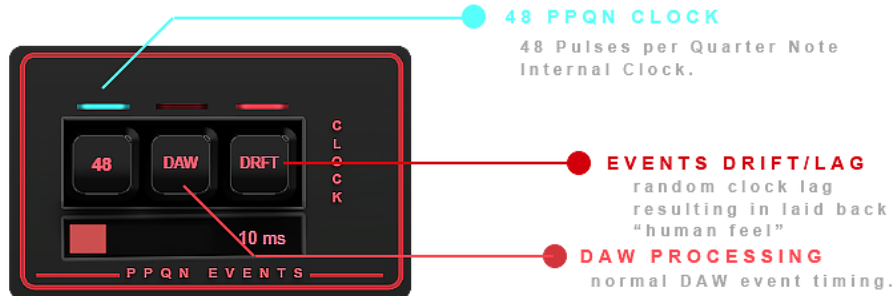 48 PPQN CLOCK
48 Pulses per Quarter Note
Internal Clock.
CLOCK
48 DAW DRFT
EVENTS DRIFT/LAG
random clock lag
resulting in laid back
“human feel”
10 ms
DAW PROCESSING
normal DAW event timing.
PPQN EVENTS